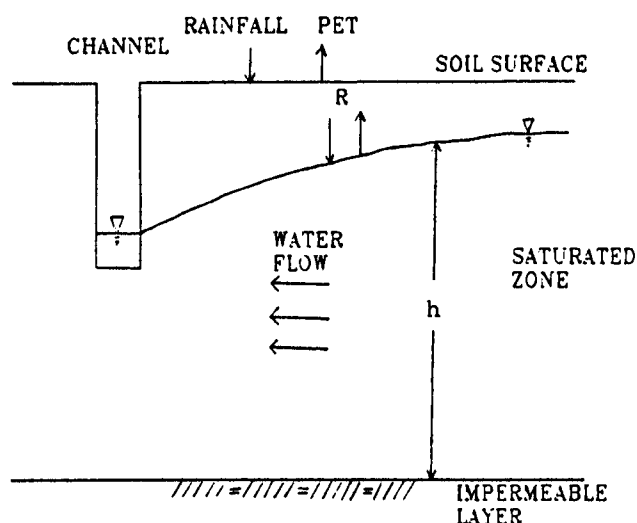 RAINFALL PET
CHANNEL
SOIL SURFACE
R
WATER
FLOW
SATURATED
ZONE
h
IMPERMEABLE
LAYER